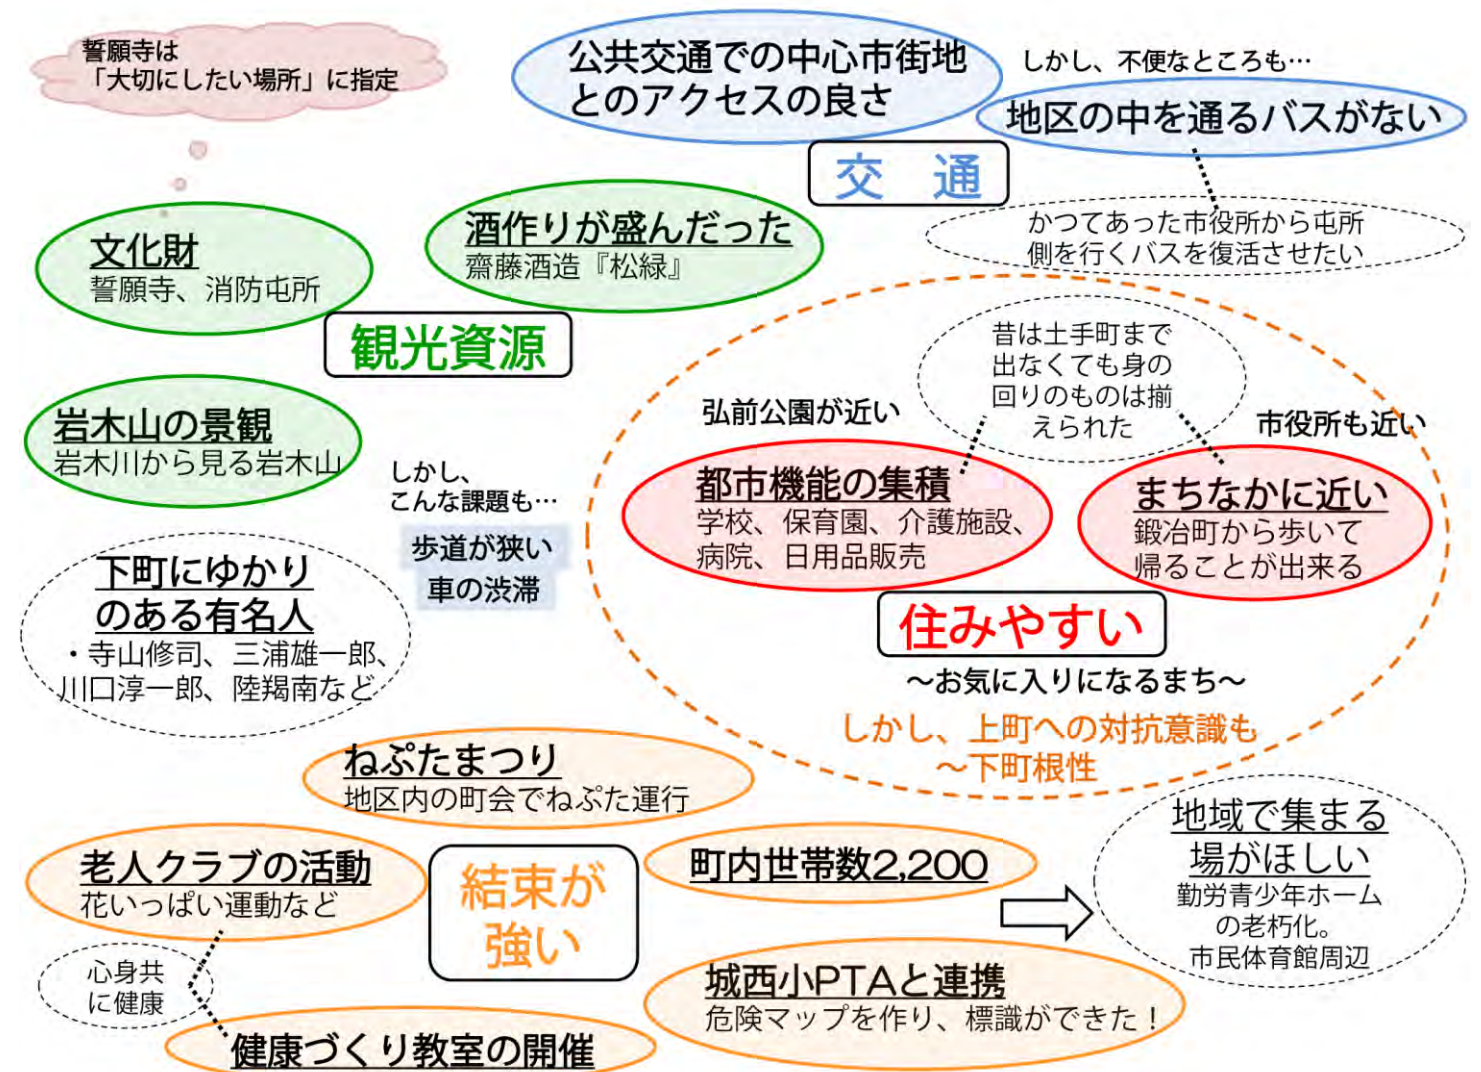 誓願寺は
「大切にしたい場所」に指定
公共交通での中心市街地
とのアクセスの良さ
しかし、不便なところも…
地区の中を通るバスがない
交　通
かつてあった市役所から屯所
側を行くバスを復活させたい
文化財
誓願寺、消防屯所
酒作りが盛んだった
齋藤酒造『松緑』
観光資源
岩木山の景観
岩木川から見る岩木山
しかし、
こんな課題も…
歩道が狭い
車の渋滞
下町にゆかり
のある有名人
・寺山修司、三浦雄一郎、
川口淳一郎、陸羯南など
昔は土手町まで
出なくても身の
回りのものは揃
えられた
弘前公園が近い
市役所も近い
都市機能の集積
学校、保育園、介護施設、
病院、日用品販売
まちなかに近い
鍛冶町から歩いて
帰ることが出来る
住みやすい
～お気に入りになるまち～
しかし、上町への対抗意識も
～下町根性
ねぷたまつり
地区内の町会でねぷた運行
老人クラブの活動
花いっぱい運動など
結束が
強い
町内世帯数2,200
地域で集まる
場がほしい
勤労青少年ホーム
の老朽化。
市民体育館周辺
心身共
に健康
城西小PTAと連携
危険マップを作り、標識ができた！
健康づくり教室の開催